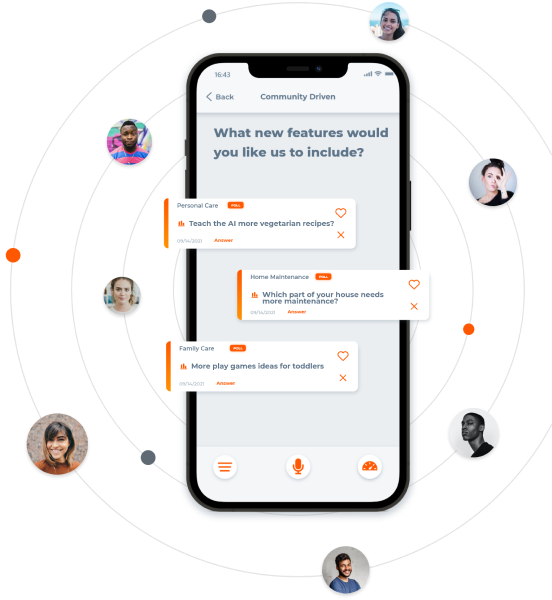 16:43
Back
Community Driven
What new features would
you like us to include?
Personal Care
POLL
Teach the AI more vegetarian recipes?
09/14/2021
Answer
Home Maintenance
POLL
Which part of your house needs
more maintenance?
09/14/2021
Answer
Family Care
POLL
More play games ideas for toddlers
09/14/2021
Answer